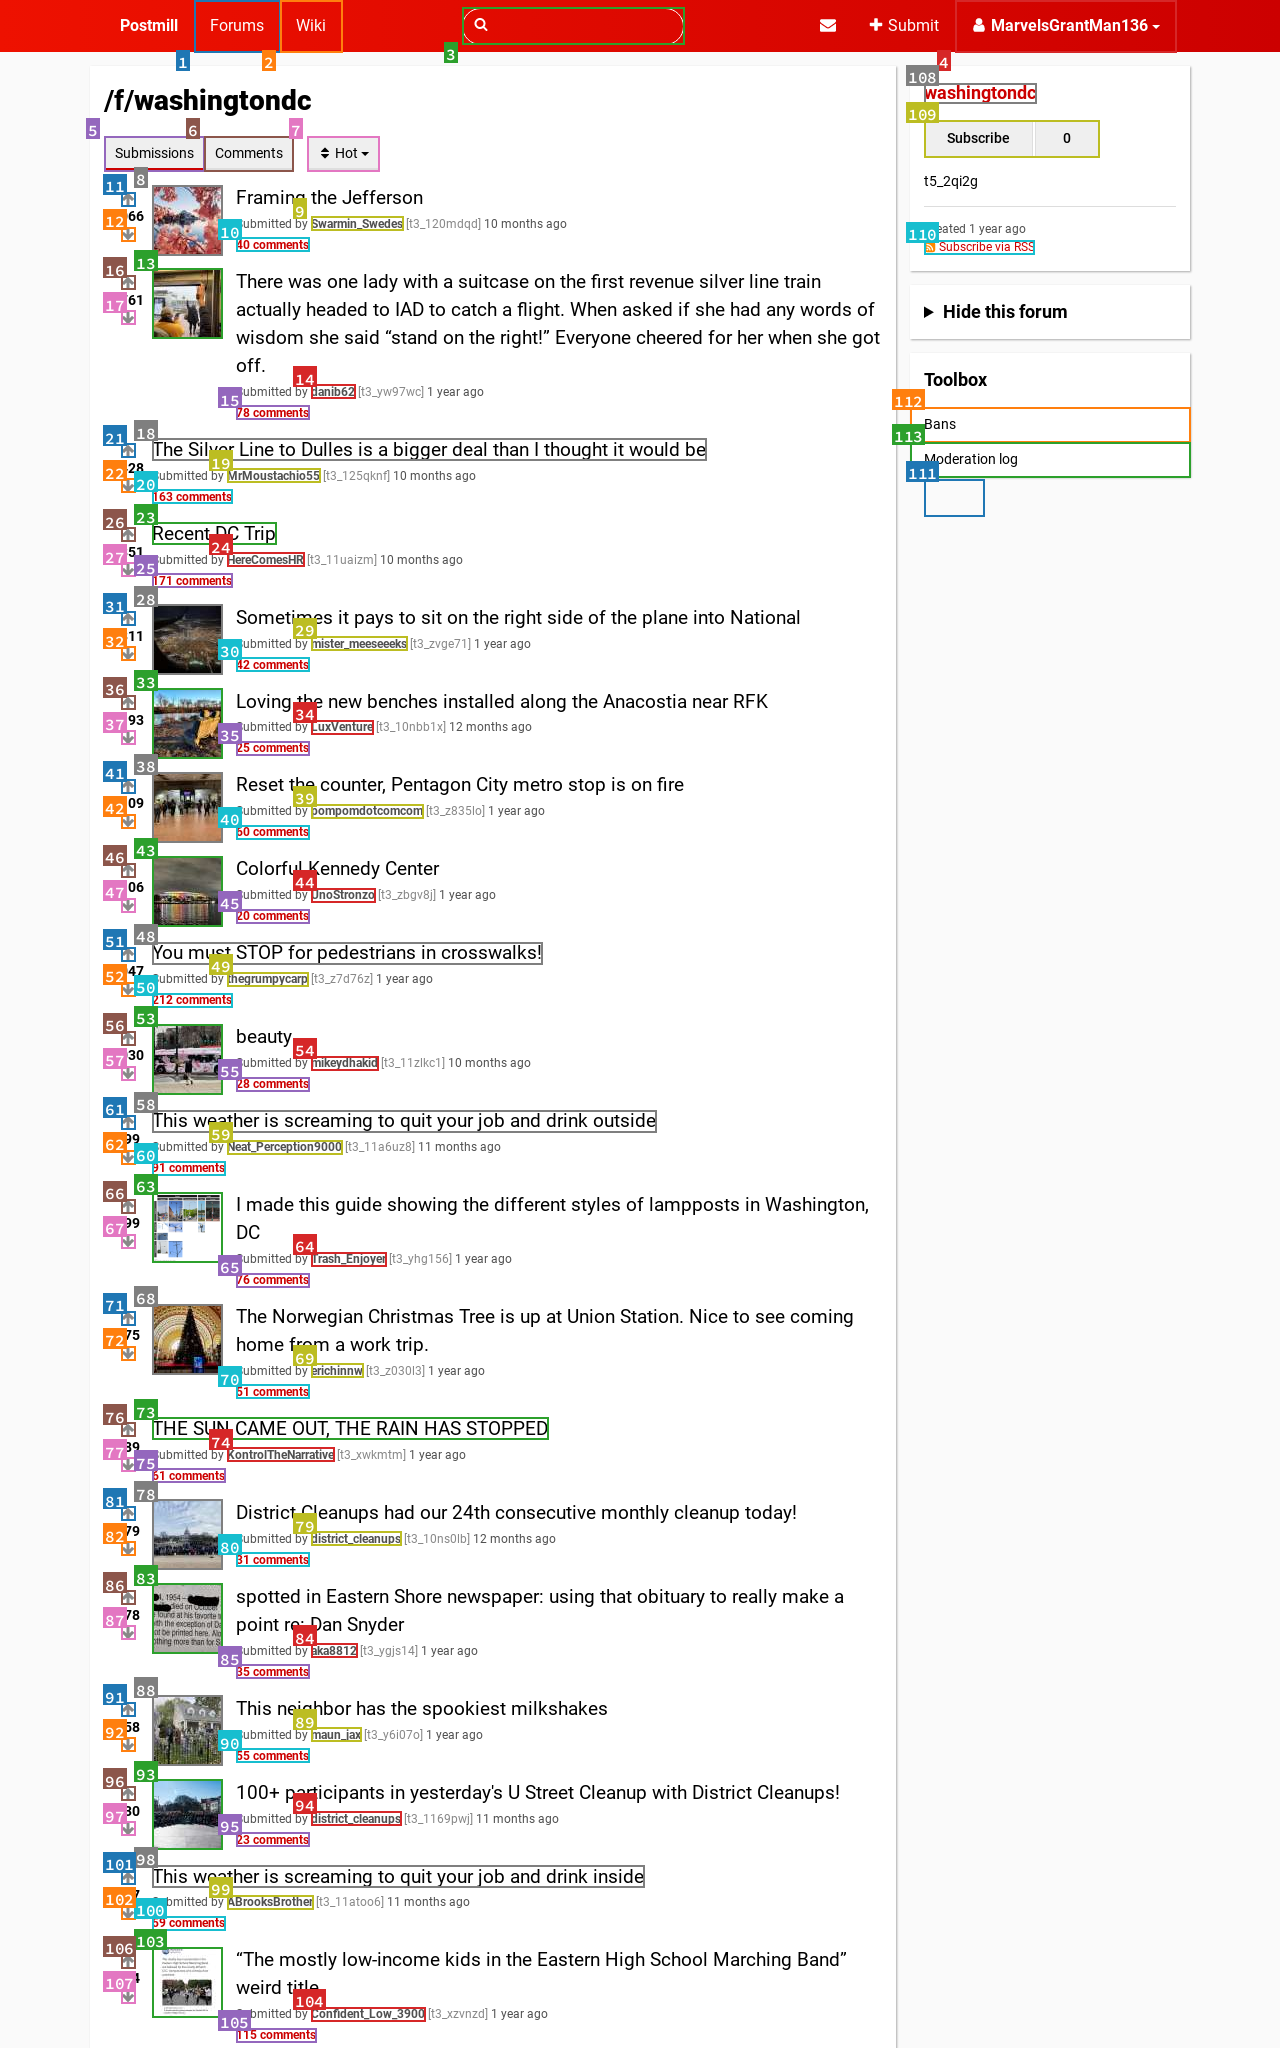 Postmill
Forums
Wiki
Submit
MarvelsGrantMan136
1
2
3
4
/f/washingtondc
5
6
7
Submissions
Comments
Hot
8
11
12
66
Framing the Jefferson
9
10
submitted by Swarmin_Swedes [t3_120mdqd] 10 months ago
40 comments
13
16
17
61
There was one lady with a suitcase on the first revenue silver line train
actually headed to IAD to catch a flight. When asked if she had any words of
wisdom she said “stand on the right!” Everyone cheered for her when she got
off.
14
15
submitted by danib62 [t3_yw97wc] 1 year ago
78 comments
18
21
22
28
The Silver Line to Dulles is a bigger deal than I thought it would be
19
20
submitted by MrMoustachio55 [t3_125qknf] 10 months ago
163 comments
23
26
27
51
Recent DC Trip
24
25
submitted by HereComesHR [t3_11uaizm] 10 months ago
171 comments
28
31
32
11
Sometimes it pays to sit on the right side of the plane into National
29
30
submitted by mister_meeseeeks [t3_zvge71] 1 year ago
42 comments
33
36
37
93
Loving the new benches installed along the Anacostia near RFK
34
35
submitted by LuxVenture [t3_10nbb1x] 12 months ago
25 comments
38
41
42
09
Reset the counter, Pentagon City metro stop is on fire
39
40
submitted by pompomdotcomcom [t3_z835lo] 1 year ago
60 comments
43
46
47
06
Colorful Kennedy Center
44
45
submitted by UnoStronzo [t3_zbgv8j] 1 year ago
20 comments
48
51
52
47
You must STOP for pedestrians in crosswalks!
49
50
submitted by thegrumpycarp [t3_z7d76z] 1 year ago
212 comments
53
56
57
30
beauty
54
55
submitted by mikeydhakid [t3_11zlkc1] 10 months ago
28 comments
58
61
62
99
This weather is screaming to quit your job and drink outside
59
60
submitted by Neat_Perception9000 [t3_11a6uz8] 11 months ago
91 comments
63
66
67
99
I made this guide showing the different styles of lampposts in Washington,
DC
64
65
submitted by Trash_Enjoyer [t3_yhg156] 1 year ago
76 comments
68
71
72
75
The Norwegian Christmas Tree is up at Union Station. Nice to see coming
home from a work trip.
69
70
submitted by erichinnw [t3_z030l3] 1 year ago
51 comments
73
76
77
39
THE SUN CAME OUT, THE RAIN HAS STOPPED
74
75
submitted by KontrolTheNarrative [t3_xwkmtm] 1 year ago
61 comments
78
81
82
79
District Cleanups had our 24th consecutive monthly cleanup today!
79
80
submitted by district_cleanups [t3_10ns0lb] 12 months ago
31 comments
83
86
87
78
spotted in Eastern Shore newspaper: using that obituary to really make a
point re: Dan Snyder
84
85
submitted by aka8812 [t3_ygjs14] 1 year ago
35 comments
88
91
92
68
This neighbor has the spookiest milkshakes
89
90
submitted by maun_jax [t3_y6i07o] 1 year ago
55 comments
93
96
97
30
100+ participants in yesterday's U Street Cleanup with District Cleanups!
94
95
submitted by district_cleanups [t3_1169pwj] 11 months ago
23 comments
98
101
102
This weather is screaming to quit your job and drink inside
99
100
submitted by ABrooksBrother [t3_11atoo6] 11 months ago
59 comments
103
106
107
4
“The mostly low-income kids in the Eastern High School Marching Band”
weird title
104
105
submitted by Confident_Low_3900 [t3_xzvnzd] 1 year ago
115 comments
108
washingtondc
109
Subscribe
0
t5_2qi2g
110
Created 1 year ago
Subscribe via RSS
Hide this forum
Toolbox
112
Bans
113
Moderation log
111